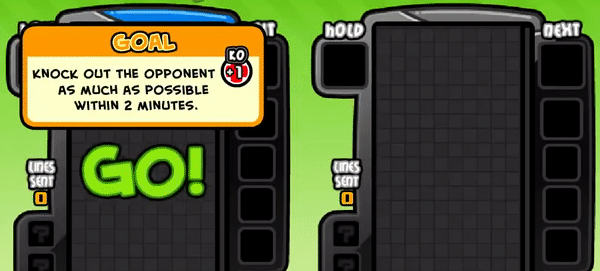 GOAL
KO
+1
KNOCK OUT THE OPPONENT
AS MUCH AS POSSIBLE
WITHIN 2 MINUTES.
GO!
LINES
SENT
0
?
?
HOLD
NEXT
LINES
SENT
0
?
?